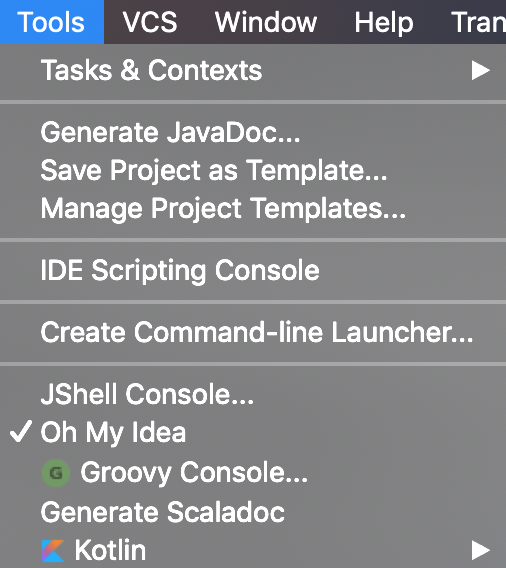 Tools VCS Window Help Tran
Tasks & Contexts
Generate JavaDoc...
Save Project as Template...
Manage Project Templates...
IDE Scripting Console
Create Command-line Launcher...
JShell Console...
Oh My Idea
G Groovy Console...
Generate Scaladoc
Kotlin